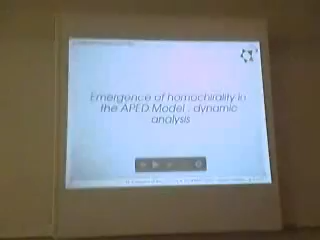 Emergence of homochirality in
the APED Model : dynamic
analysis